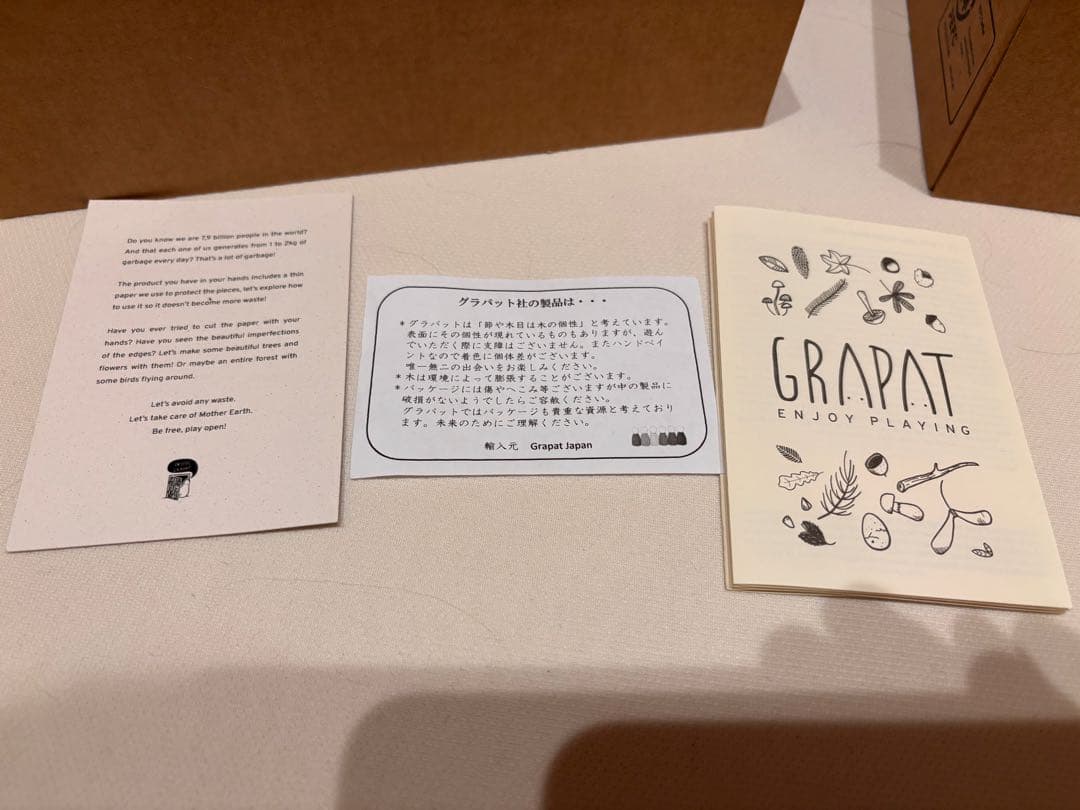 Do you know we are 7,9 billion people in the world?
And that each one of us generates from 1 to 2kg of
garbage every day? That's a lot of garbage!
The product you have in your hands includes a thin
paper we use to protect the pieces, let's explore how
to use it so it doesn't become more waste!
Have you ever tried to cut the paper with your
hands? Have you seen the beautiful imperfections
of the edges? Let's make some beautiful trees and
flowers with them! Or maybe an entire forest with
some birds flying around.
Let's avoid any waste.
Let's take care of Mother Earth.
Be free, play open!
グラパット社の製品は・・・
*グラパットは「節や木目は木の個性」と考えています。
表面にその個性が現れているものもありますが、遊ん
でいただく際に支障はございません。またハンドペイ
ントなので着色に個体差がございます。
唯一無二の出会いをお楽しみください。
*木は環境によって膨張することがございます。
*パッケージには傷やへこみ等ございますが中の製品に
破損がないようでしたらご容赦ください。
グラパットではパッケージも貴重な資源と考えており
ます。未来のためにご理解ください。
輸入元 Grapat Japan
GRAPAT
ENJOY PLAYING